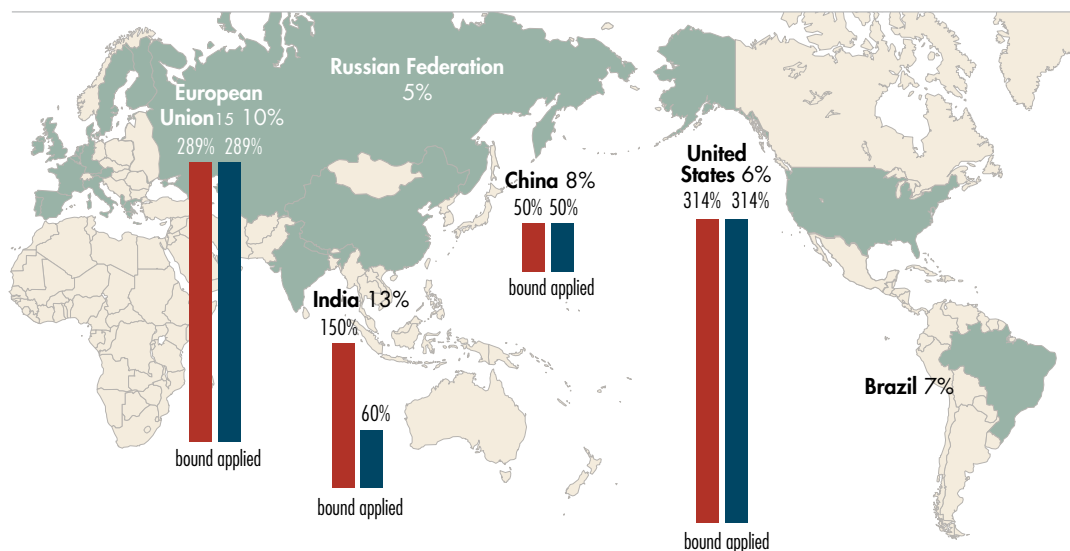 Russian Federation
5%
European
Union15 10%
289% 289%
bound applied
China 8%
50% 50%
bound applied
India 13%
150%
60%
bound applied
United
States 6%
314% 314%
bound applied
Brazil 7%